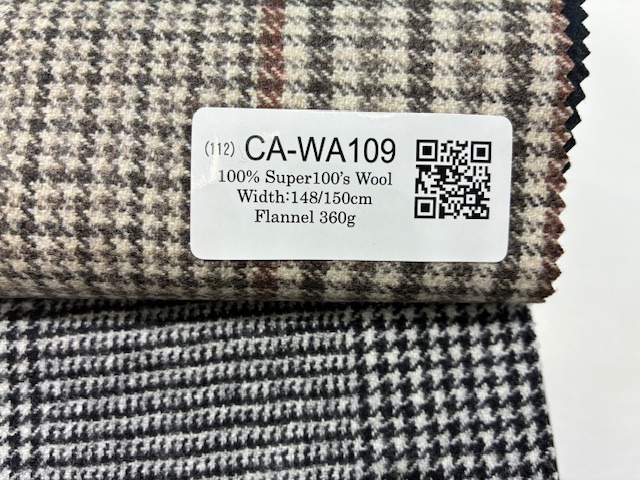 (112) CA-WA109
100% Super100's Wool
Width:148/150cm
Flannel 360g